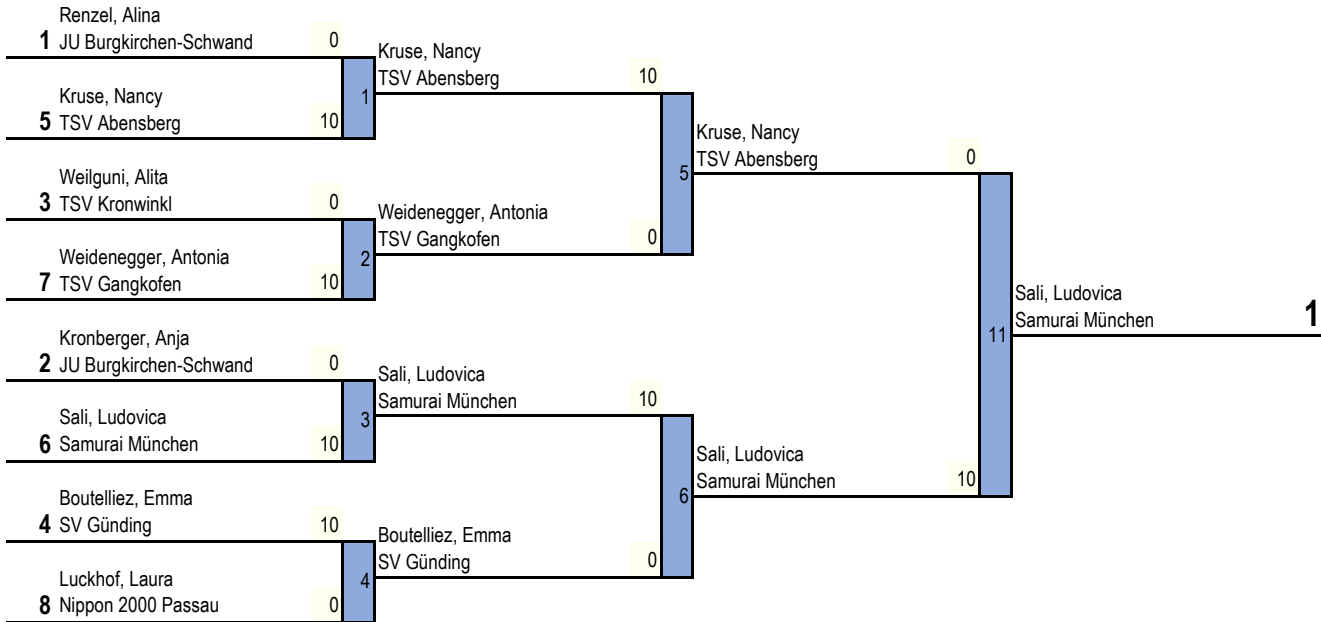 Renzel, Alina
1 JU Burgkirchen-Schwand 0
Kruse, Nancy
TSV Abensberg 10
1
Kruse, Nancy
5 TSV Abensberg 10
Kruse, Nancy
TSV Abensberg 0
5
Weilguni, Alita
3 TSV Kronwinkl 0
Weidenegger, Antonia
TSV Gangkofen 0
2
Weidenegger, Antonia
7 TSV Gangkofen 10
Sali, Ludovica
Samurai München 1
11
Kronberger, Anja
2 JU Burgkirchen-Schwand 0
Sali, Ludovica
Samurai München 10
3
Sali, Ludovica
6 Samurai München 10
Sali, Ludovica
Samurai München 10
6
Boutelliez, Emma
4 SV Günding 10
Boutelliez, Emma
SV Günding 0
4
Luckhof, Laura
8 Nippon 2000 Passau 0